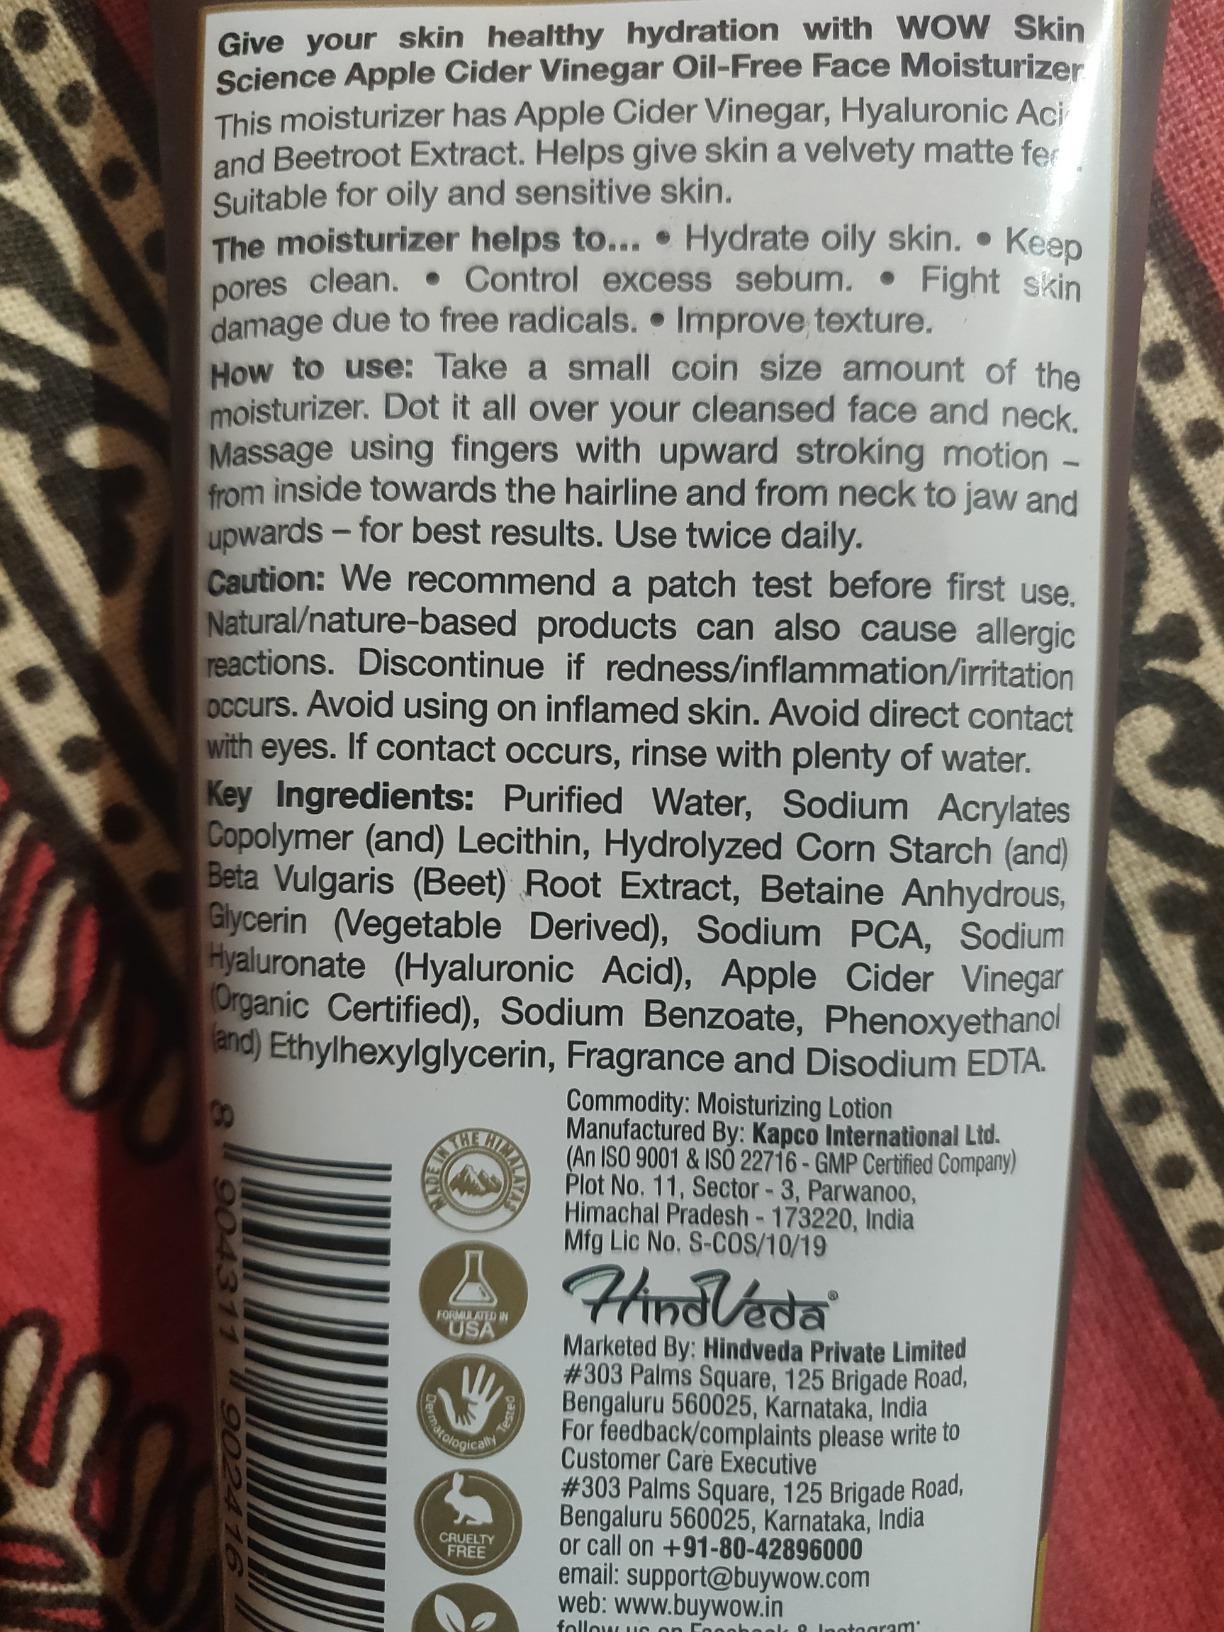 Give your skin healthy hydration with WOW Skin
Science Apple Cider Vinegar Oil-Free Face Moisturizer
This moisturizer has Apple Cider Vinegar, Hyaluronic
and Beetroot Extract. Helps give skin a velvety matte
Suitable for oily and sensitive skin.
The moisturizer helps to... • Hydrate oily skin. • Keep
pores clean. • Control excess sebum. • Fight skin
damage due to free radicals. • Improve texture.
How to use: Take a small coin size amount of the
moisturizer. Dot it all over your cleansed face and neck.
Massage using fingers with upward stroking motion –
from inside towards the hairline and from neck to jaw and
upwards – for best results. Use twice daily.
Caution: We recommend a patch test before first use.
Natural/nature-based products can also cause allergic
reactions. Discontinue if redness/inflammation/irritation
occurs. Avoid using on inflamed skin. Avoid direct contact
with eyes. If contact occurs, rinse with plenty of water.
Key Ingredients: Purified Water, Sodium Acrylates
Copolymer (and) Lecithin, Hydrolyzed Corn Starch (and)
Beta Vulgaris (Beet) Root Extract, Betaine Anhydrous,
Glycerin (Vegetable Derived), Sodium PCA, Sodium
Hyaluronate (Hyaluronic Acid), Apple Cider Vinegar
(Organic Certified), Sodium Benzoate, Phenoxyethanol
(and) Ethylhexylglycerin, Fragrance and Disodium EDTA.
8 904311 902416
MADE IN THE HIMALAYAS
FORMULATED IN
USA
Dermatologically Tested
CRUELTY
FREE
Commodity: Moisturizing Lotion
Manufactured By: Kapco International Ltd.
(An ISO 9001 & ISO 22716 - GMP Certified Company)
Plot No. 11, Sector - 3, Parwanoo,
Himachal Pradesh - 173220, India
Mfg Lic No. S-COS/10/19
HindVeda®
Marketed By: Hindveda Private Limited
#303 Palms Square, 125 Brigade Road,
Bengaluru 560025, Karnataka, India
For feedback/complaints please write to
Customer Care Executive
#303 Palms Square, 125 Brigade Road,
Bengaluru 560025, Karnataka, India
or call on +91-80-42896000
email: support@buywow.com
web: www.buywow.in
follow us on Facebook & Instagram: